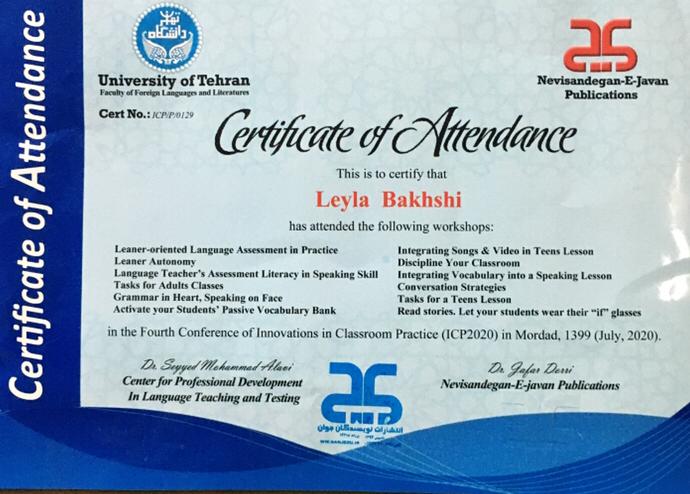 Certificate of Attendance
تهران
دانشگاه
University of Tehran
Faculty of Foreign Languages and Literatures
Cert No.: ICP/P/0129
Nevisandegan-E-Javan
Publications
Certificate of Attendance
This is to certify that
Leyla Bakhshi
has attended the following workshops:
Leaner-oriented Language Assessment in Practice
Leaner Autonomy
Language Teacher's Assessment Literacy in Speaking Skill
Tasks for Adults Classes
Grammar in Heart, Speaking on Face
Activate your Students' Passive Vocabulary Bank
Integrating Songs & Video in Teens Lesson
Discipline Your Classroom
Integrating Vocabulary into a Speaking Lesson
Conversation Strategies
Tasks for a Teens Lesson
Read stories. Let your students wear their "if" glasses
in the Fourth Conference of Innovations in Classroom Practice (ICP2020) in Mordad, 1399 (July, 2020).
Dr. Seyyed Mohammad Alavi
Center for Professional Development
In Language Teaching and Testing
انتشارات نویسندگان جوان
Dr. Jafar Dorri
Nevisandegan-E-javan Publications